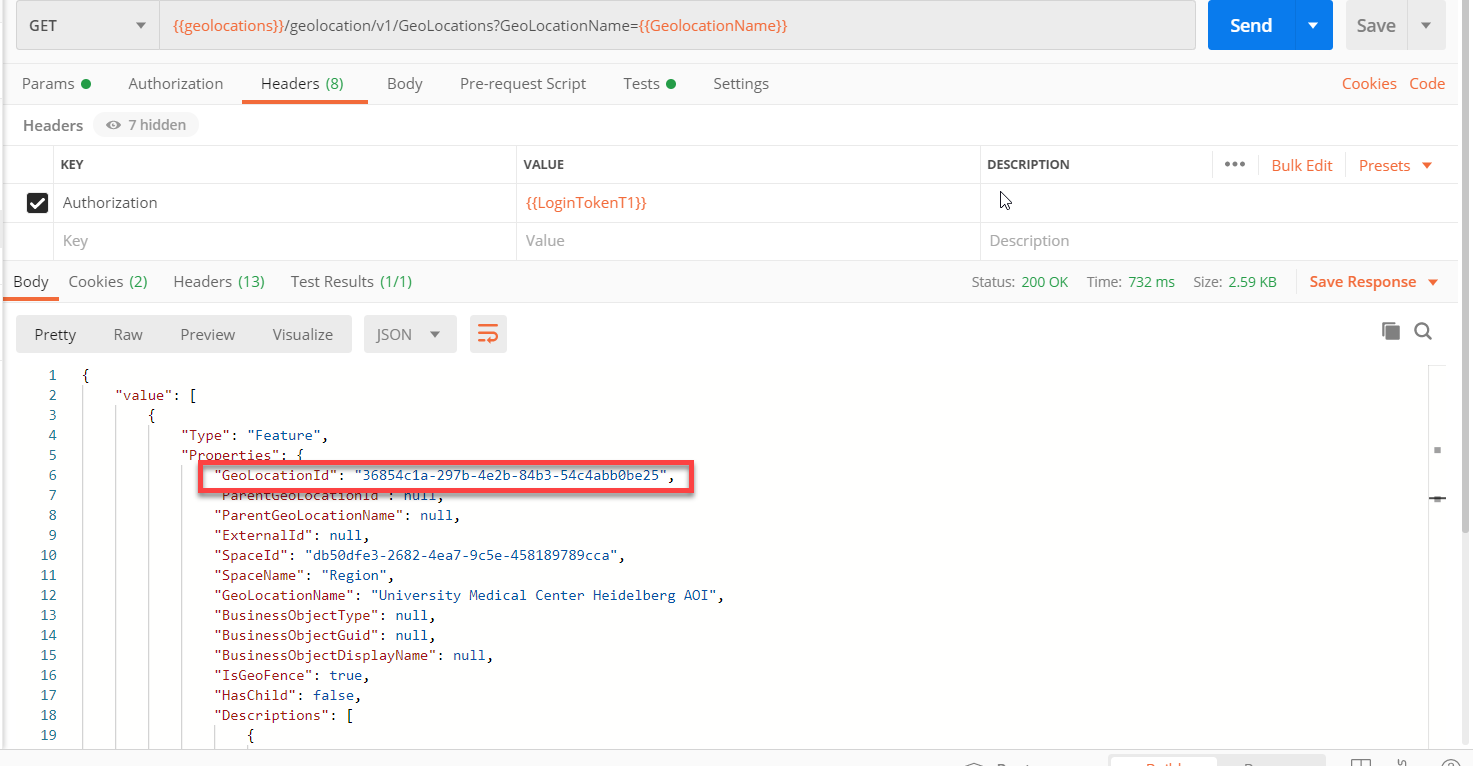 GET {{geolocations}}/geolocation/v1/GeoLocations?GeoLocationName={{GeolocationName}} Send Save
Params Authorization Headers (8) Body Pre-request Script Tests Settings Cookies Code
Headers 7 hidden
KEY VALUE DESCRIPTION ••• Bulk Edit Presets
Authorization {{LoginTokenT1}}
Key Value Description
Body Cookies (2) Headers (13) Test Results (1/1) Status: 200 OK Time: 732 ms Size: 2.59 KB Save Response
Pretty Raw Preview Visualize JSON
1 {
2 "value": [
3 {
4 "Type": "Feature",
5 "Properties": {
6 "GeoLocationId": "36854c1a-297b-4e2b-84b3-54c4abb0be25",
7 "ParentGeoLocationId": null,
8 "ParentGeoLocationName": null,
9 "ExternalId": null,
10 "SpaceId": "db50dfe3-2682-4ea7-9c5e-458189789cca",
11 "SpaceName": "Region",
12 "GeoLocationName": "University Medical Center Heidelberg AOI",
13 "BusinessObjectType": null,
14 "BusinessObjectGuid": null,
15 "BusinessObjectDisplayName": null,
16 "IsGeoFence": true,
17 "HasChild": false,
18 "Descriptions": [
19 {